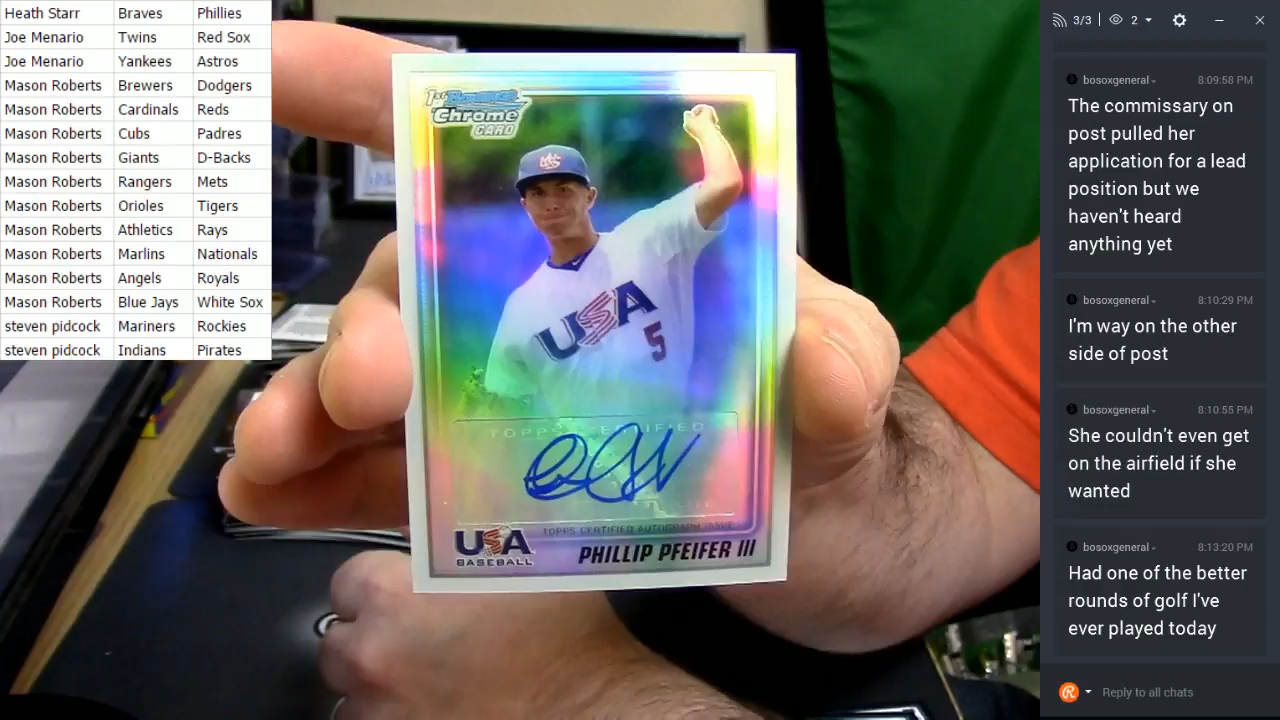 Heath Starr Braves Phillies
Joe Menario Twins Red Sox
Joe Menario Yankees Astros
Mason Roberts Brewers Dodgers
Mason Roberts Cardinals Reds
Mason Roberts Cubs Padres
Mason Roberts Giants D-Backs
Mason Roberts Rangers Mets
Mason Roberts Orioles Tigers
Mason Roberts Athletics Rays
Mason Roberts Marlins Nationals
Mason Roberts Angels Royals
Mason Roberts Blue Jays White Sox
steven pidcock Mariners Rockies
steven pidcock Indians Pirates
1st Bowman
Chrome
CARD
USA
5
TOPPS CERTIFIED
TOPPS CERTIFIED AUTOGRAPH ISSUE
USA
BASEBALL
PHILLIP PFEIFER III
3/3
2
bosoxgeneral
8:09:58 PM
The commissary on
post pulled her
application for a lead
position but we
haven't heard
anything yet
bosoxgeneral
8:10:29 PM
I'm way on the other
side of post
bosoxgeneral
8:10:55 PM
She couldn't even get
on the airfield if she
wanted
bosoxgeneral
8:13:20 PM
Had one of the better
rounds of golf I've
ever played today
Reply to all chats